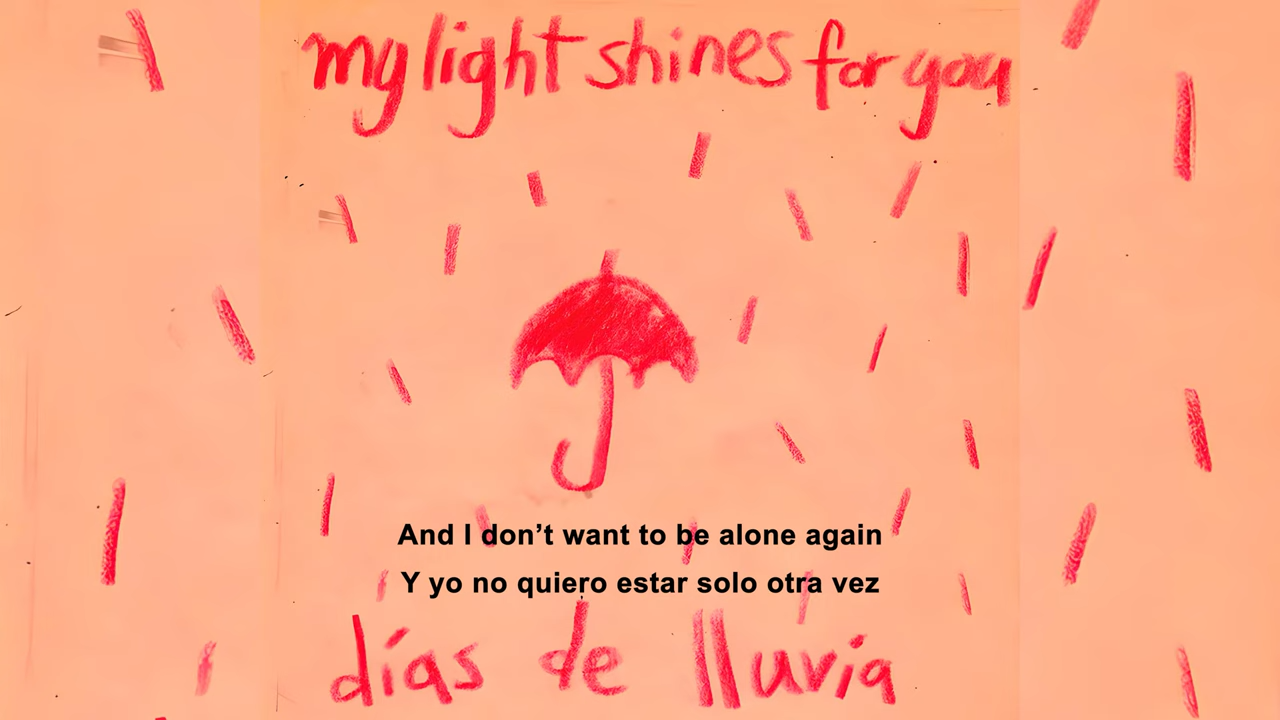 my light shines for you
And I don’t want to be alone again
Y yo no quiero estar solo otra vez
días de lluvia